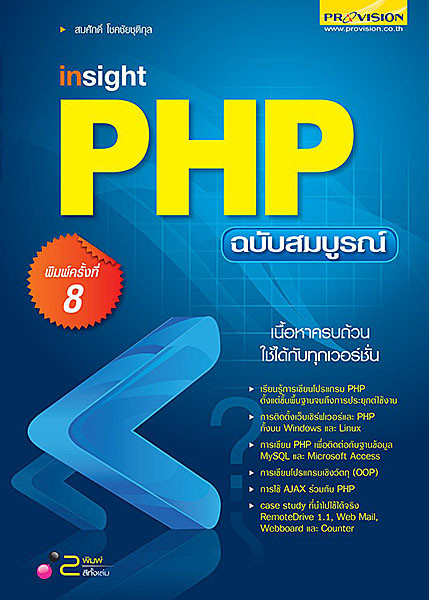 PROVISION
www.provision.co.th
สมศักดิ์ โชคชัยชุติกุล
insight
PHP
ฉบับสมบูรณ์
พิมพ์ครั้งที่
8
เนื้อหาครบถ้วน
ใช้ได้กับทุกเวอร์ชั่น
เรียนรู้การเขียนโปรแกรม PHP
ตั้งแต่ขั้นพื้นฐานจนถึงการประยุกต์ใช้งาน
การติดตั้งเว็บเซิร์ฟเวอร์และ PHP
ทั้งบน Windows และ Linux
การเขียน PHP เพื่อติดต่อกับฐานข้อมูล
MySQL และ Microsoft Access
การเขียนโปรแกรมเชิงวัตถุ (OOP)
การใช้ AJAX ร่วมกับ PHP
case study ที่นำไปใช้ได้จริง
RemoteDrive 1.1, Web Mail,
Webboard และ Counter
?
2 พิมพ์
สีทั้งเล่ม